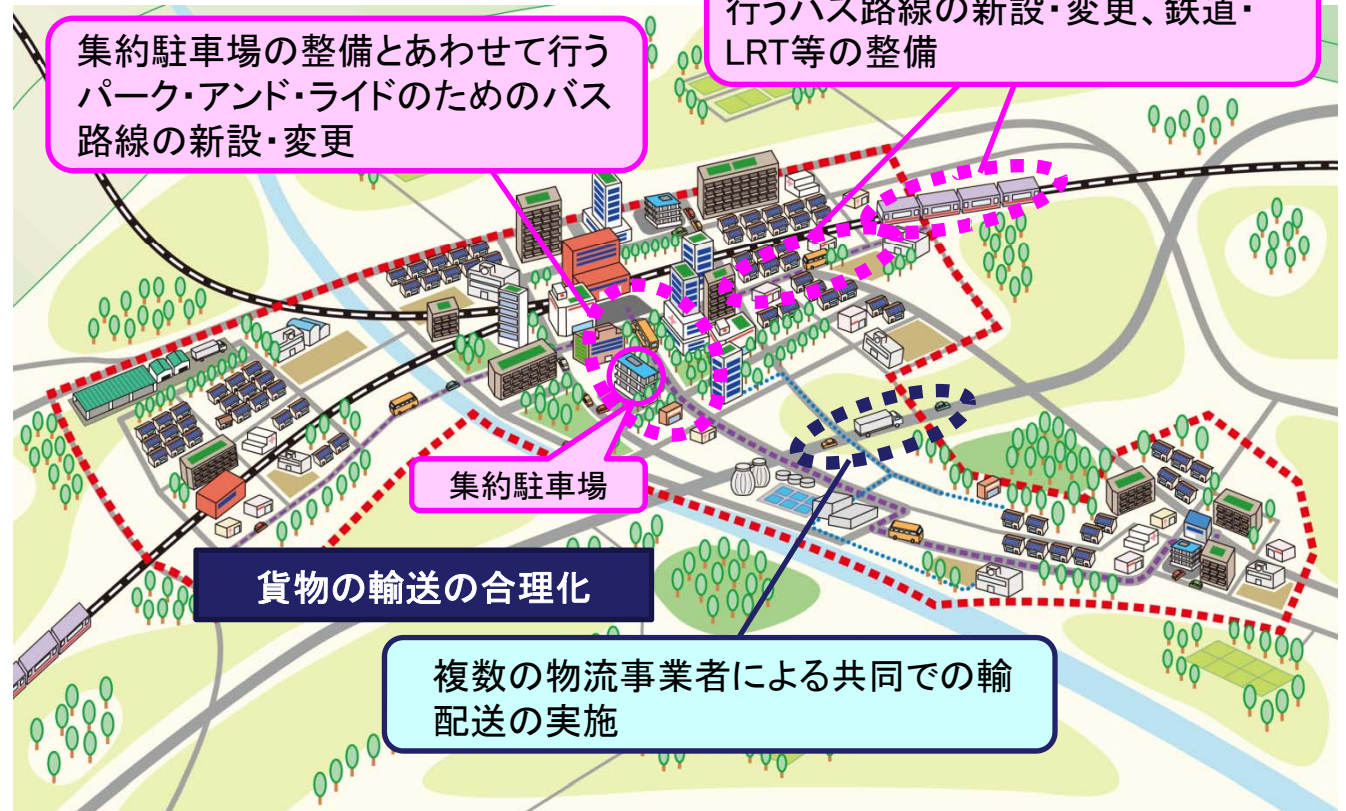 行うバス路線の新設・変更、鉄道・
LRT等の整備
集約駐車場の整備とあわせて行う
パーク・アンド・ライドのためのバス
路線の新設・変更
集約駐車場
貨物の輸送の合理化
複数の物流事業者による共同での輸
配送の実施